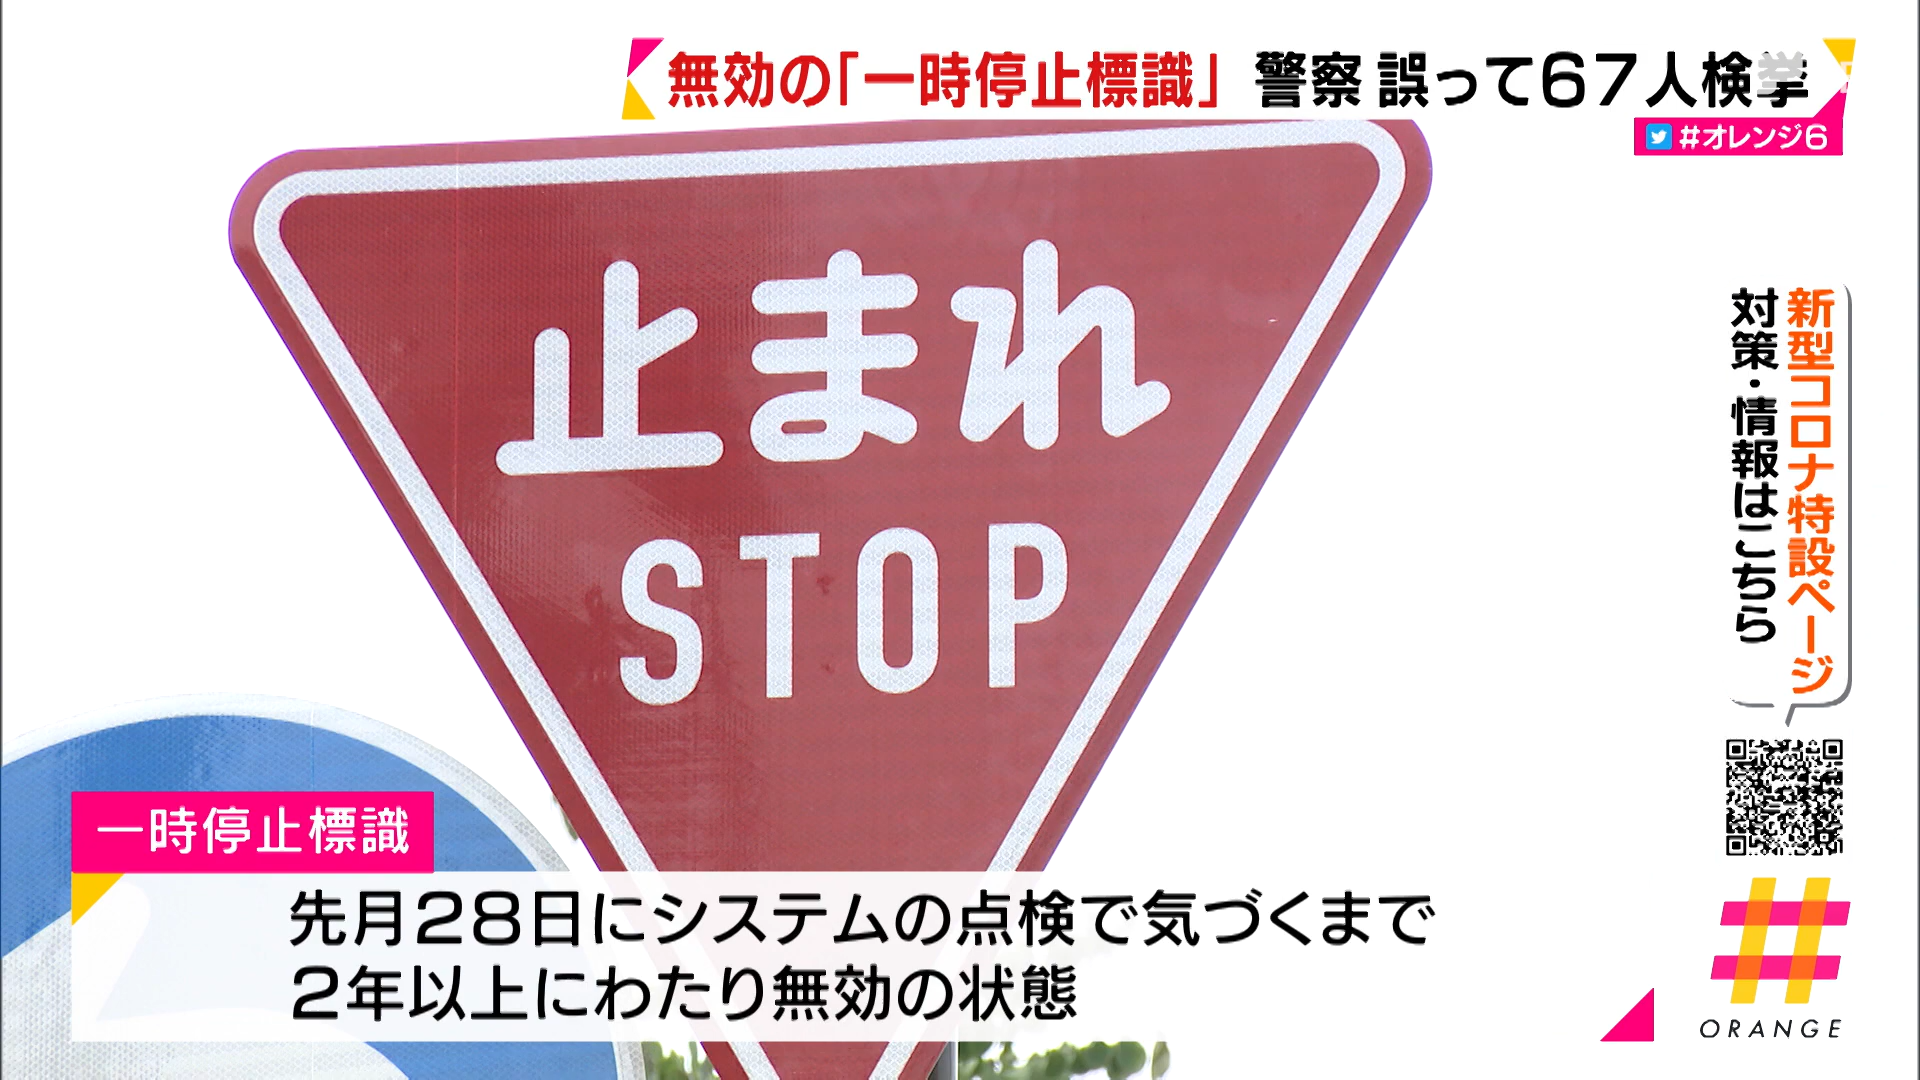 無効の「一時停止標識」 警察 誤って67人検挙
#オレンジ6
止まれ
STOP
新型コロナ特設ページ
対策・情報はこちら
一時停止標識
先月28日にシステムの点検で気づくまで
2年以上にわたり無効の状態
#
ORANGE